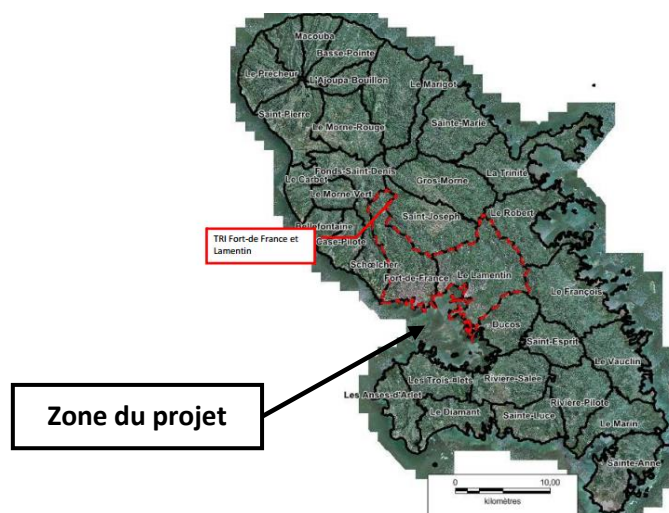 Macouba
Basse-Pointe
Le Prêcheur
L'Ajoupa Bouillon
Le Marigot
Saint-Pierre
Le Morne-Rouge
Sainte-Marie
Fonds-Saint-Denis
La Trinité
Le Carbet
Gros-Morne
Le Morne-Vert
Saint-Joseph
Le Robert
Bellefontaine
TRI Fort-de France et
Lamentin
Case-Pilote
Schœlcher
Fort-de-France
Le Lamentin
Le François
Ducos
Saint-Esprit
Le Vauclin
Zone du projet
Les Trois-Ilets
Rivière-Salée
Les Anses-d'Arlet
Rivière-Pilote
Le Diamant
Sainte-Luce
Le Marin
Sainte-Anne
0 10,00
kilomètres